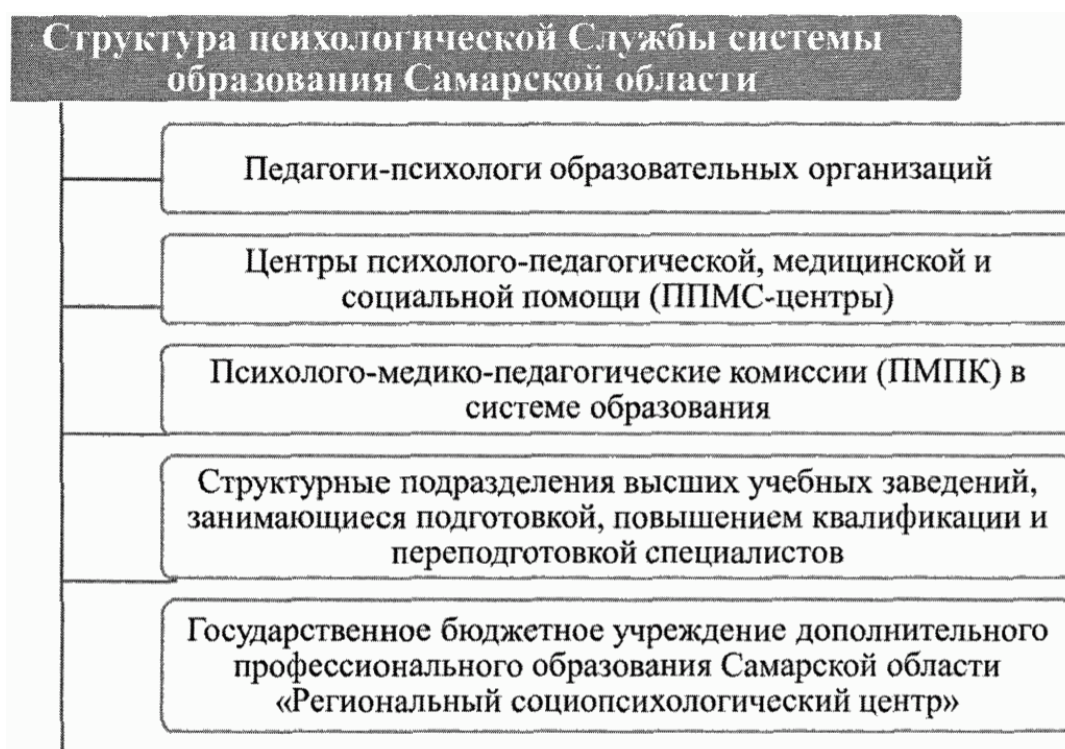 Структура психологической Службы системы
образования Самарской области
Педагоги-психологи образовательных организаций
Центры психолого-педагогической, медицинской и
социальной помощи (ППМС-центры)
Психолого-медико-педагогические комиссии (ПМПК) в
системе образования
Структурные подразделения высших учебных заведений,
занимающиеся подготовкой, повышением квалификации и
переподготовкой специалистов
Государственное бюджетное учреждение дополнительного
профессионального образования Самарской области
«Региональный социопсихологический центр»